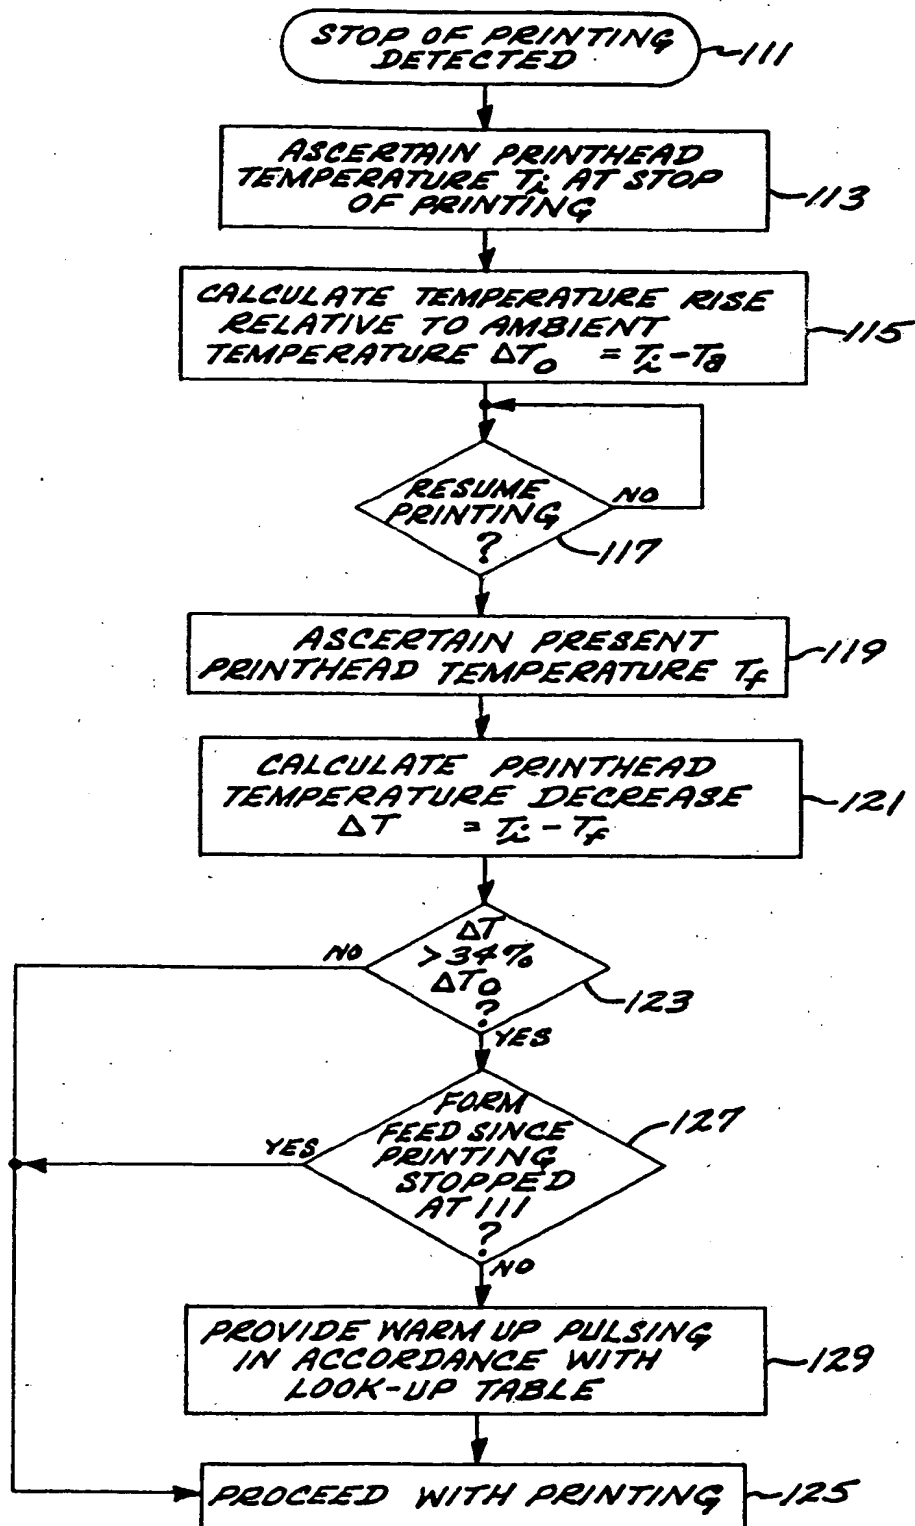 STOP OF PRINTING
DETECTED
111
ASCERTAIN PRINTHEAD
TEMPERATURE Ti AT STOP
OF PRINTING
113
CALCULATE TEMPERATURE RISE
RELATIVE TO AMBIENT
TEMPERATURE ΔTo = Ti - Ta
115
RESUME
PRINTING
?
NO
117
ASCERTAIN PRESENT
PRINTHEAD TEMPERATURE Tf
119
CALCULATE PRINTHEAD
TEMPERATURE DECREASE
ΔT = Ti - Tf
121
ΔT
>34%
ΔTo
?
NO
123
YES
FORM
FEED SINCE
PRINTING
STOPPED
AT 111
?
127
YES
NO
PROVIDE WARM UP PULSING
IN ACCORDANCE WITH
LOOK-UP TABLE
129
PROCEED WITH PRINTING
125